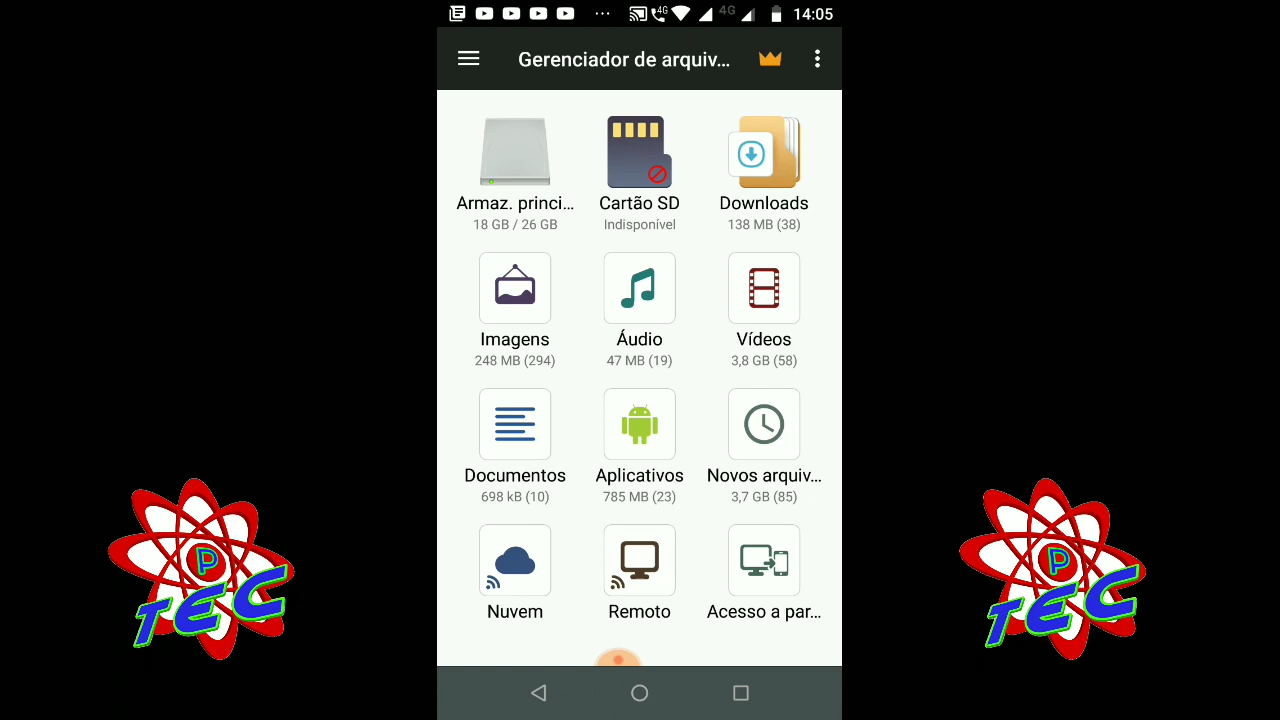 4G 4G 14:05
Gerenciador de arquiv...
Armaz. princi... Cartão SD Downloads
18 GB / 26 GB Indisponível 138 MB (38)
Imagens Áudio Vídeos
248 MB (294) 47 MB (19) 3,8 GB (58)
Documentos Aplicativos Novos arquiv...
698 kB (10) 785 MB (23) 3,7 GB (85)
Nuvem Remoto Acesso a par...
P P
TEC TEC